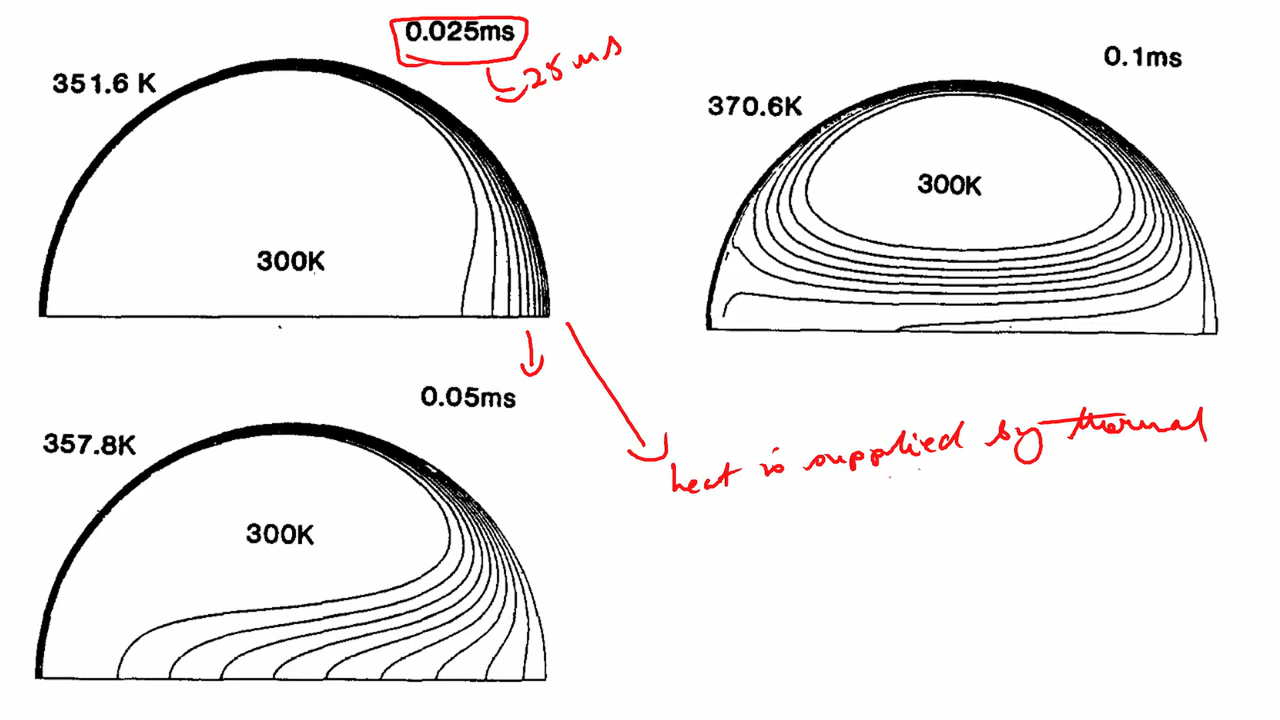 0.025ms
25 ms
351.6 K
300K
0.1ms
370.6K
300K
0.05ms
357.8K
300K
heat is supplied by thermal